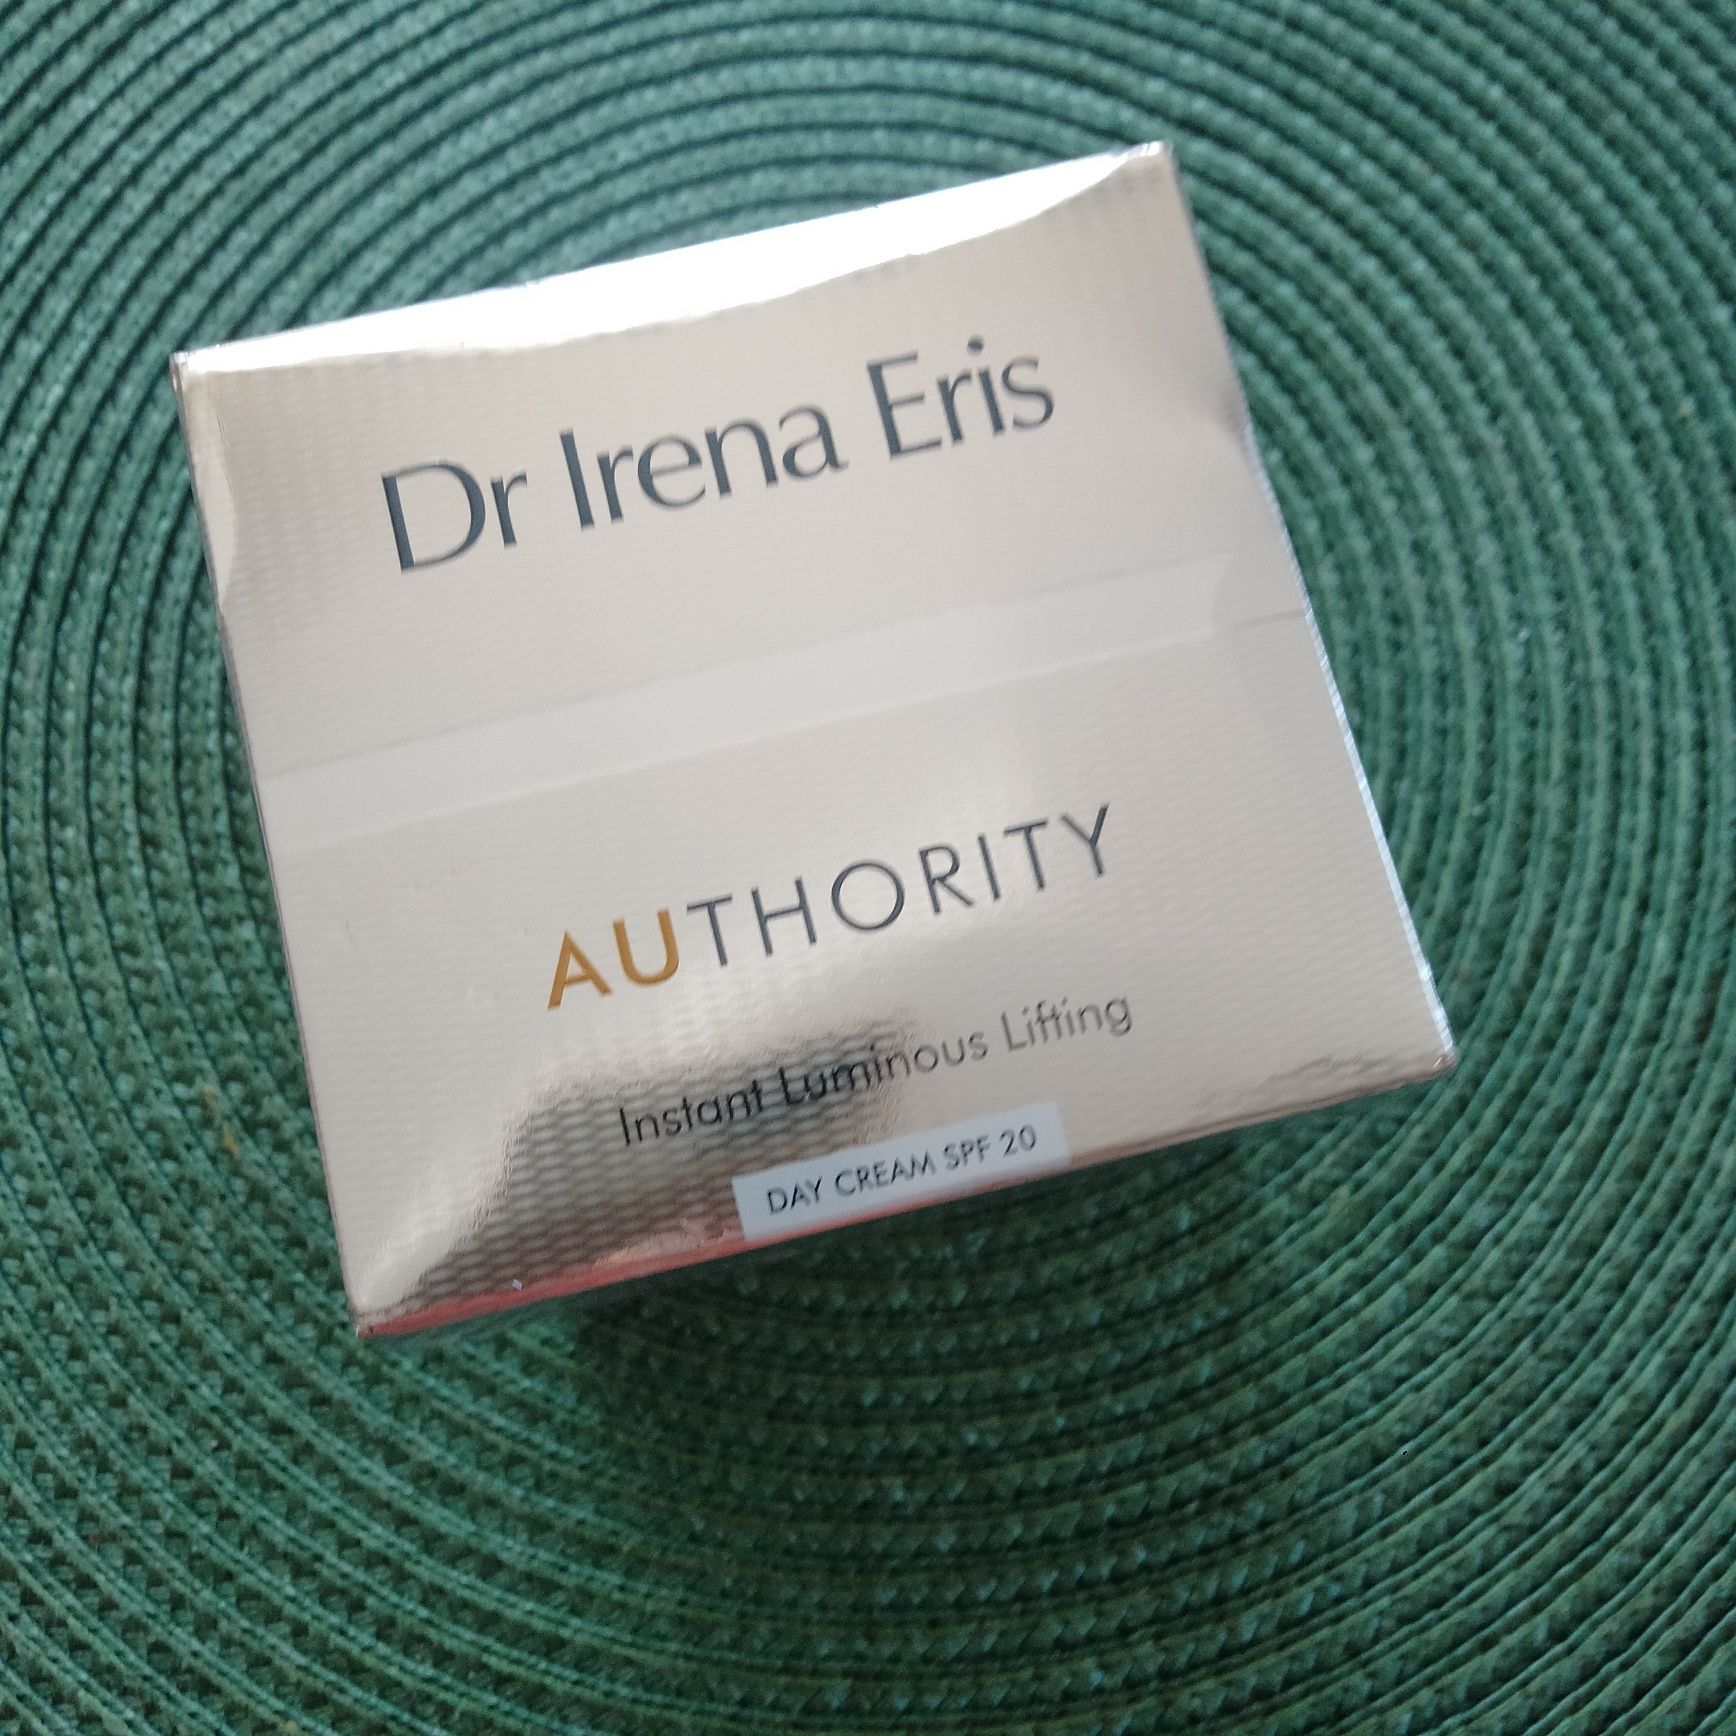 Dr Irena Eris
AUTHORITY
Instant Luminous Lifting
DAY CREAM SPF 20